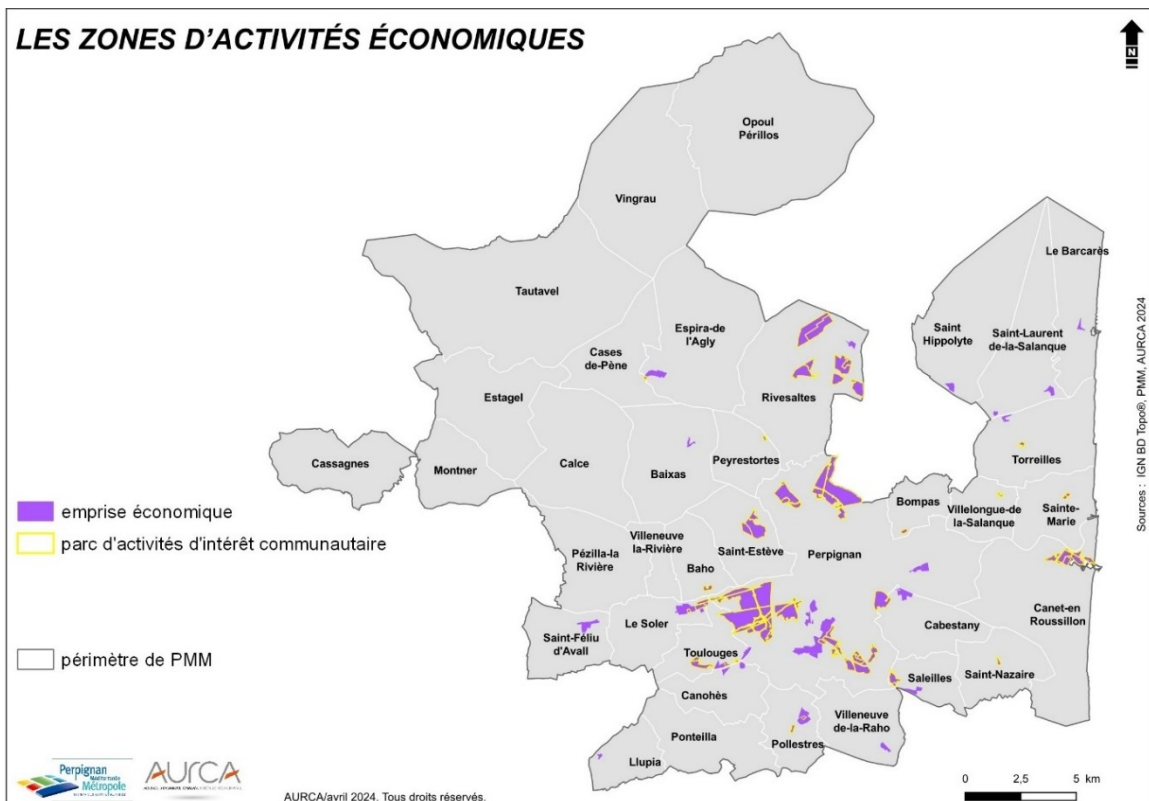 LES ZONES D'ACTIVITÉS ÉCONOMIQUES
N
Opoul
Périllos
Vingrau
Le Barcarès
Tautavel
Espira-de
l'Agly
Saint
Hippolyte
Saint-Laurent
de-la-Salanque
Cases
de-Pène
Estagel
Rivesaltes
Cassagnes
Montner
Calce
Baixas
Peyrestortes
Torreilles
Bompas
Villelongue-de
la-Salanque
Sainte-
Marie
Villeneuve
la-Rivière
Saint-Estève
Perpignan
Pézilla-la
Rivière
Baho
Canet-en
Roussillon
Le Soler
Cabestany
Saint-Féliu
d'Avall
Toulouges
Saleilles
Saint-Nazaire
Canohès
Villeneuve
de-la-Raho
Ponteilla
Pollestres
Llupia
emprise économique
parc d'activités d'intérêt communautaire
périmètre de PMM
Sources : IGN BD Topo®, PMM, AURCA 2024
Perpignan
Méditerranée
Métropole
AURCA
AURCA/avril 2024. Tous droits réservés.
0 2,5 5 km